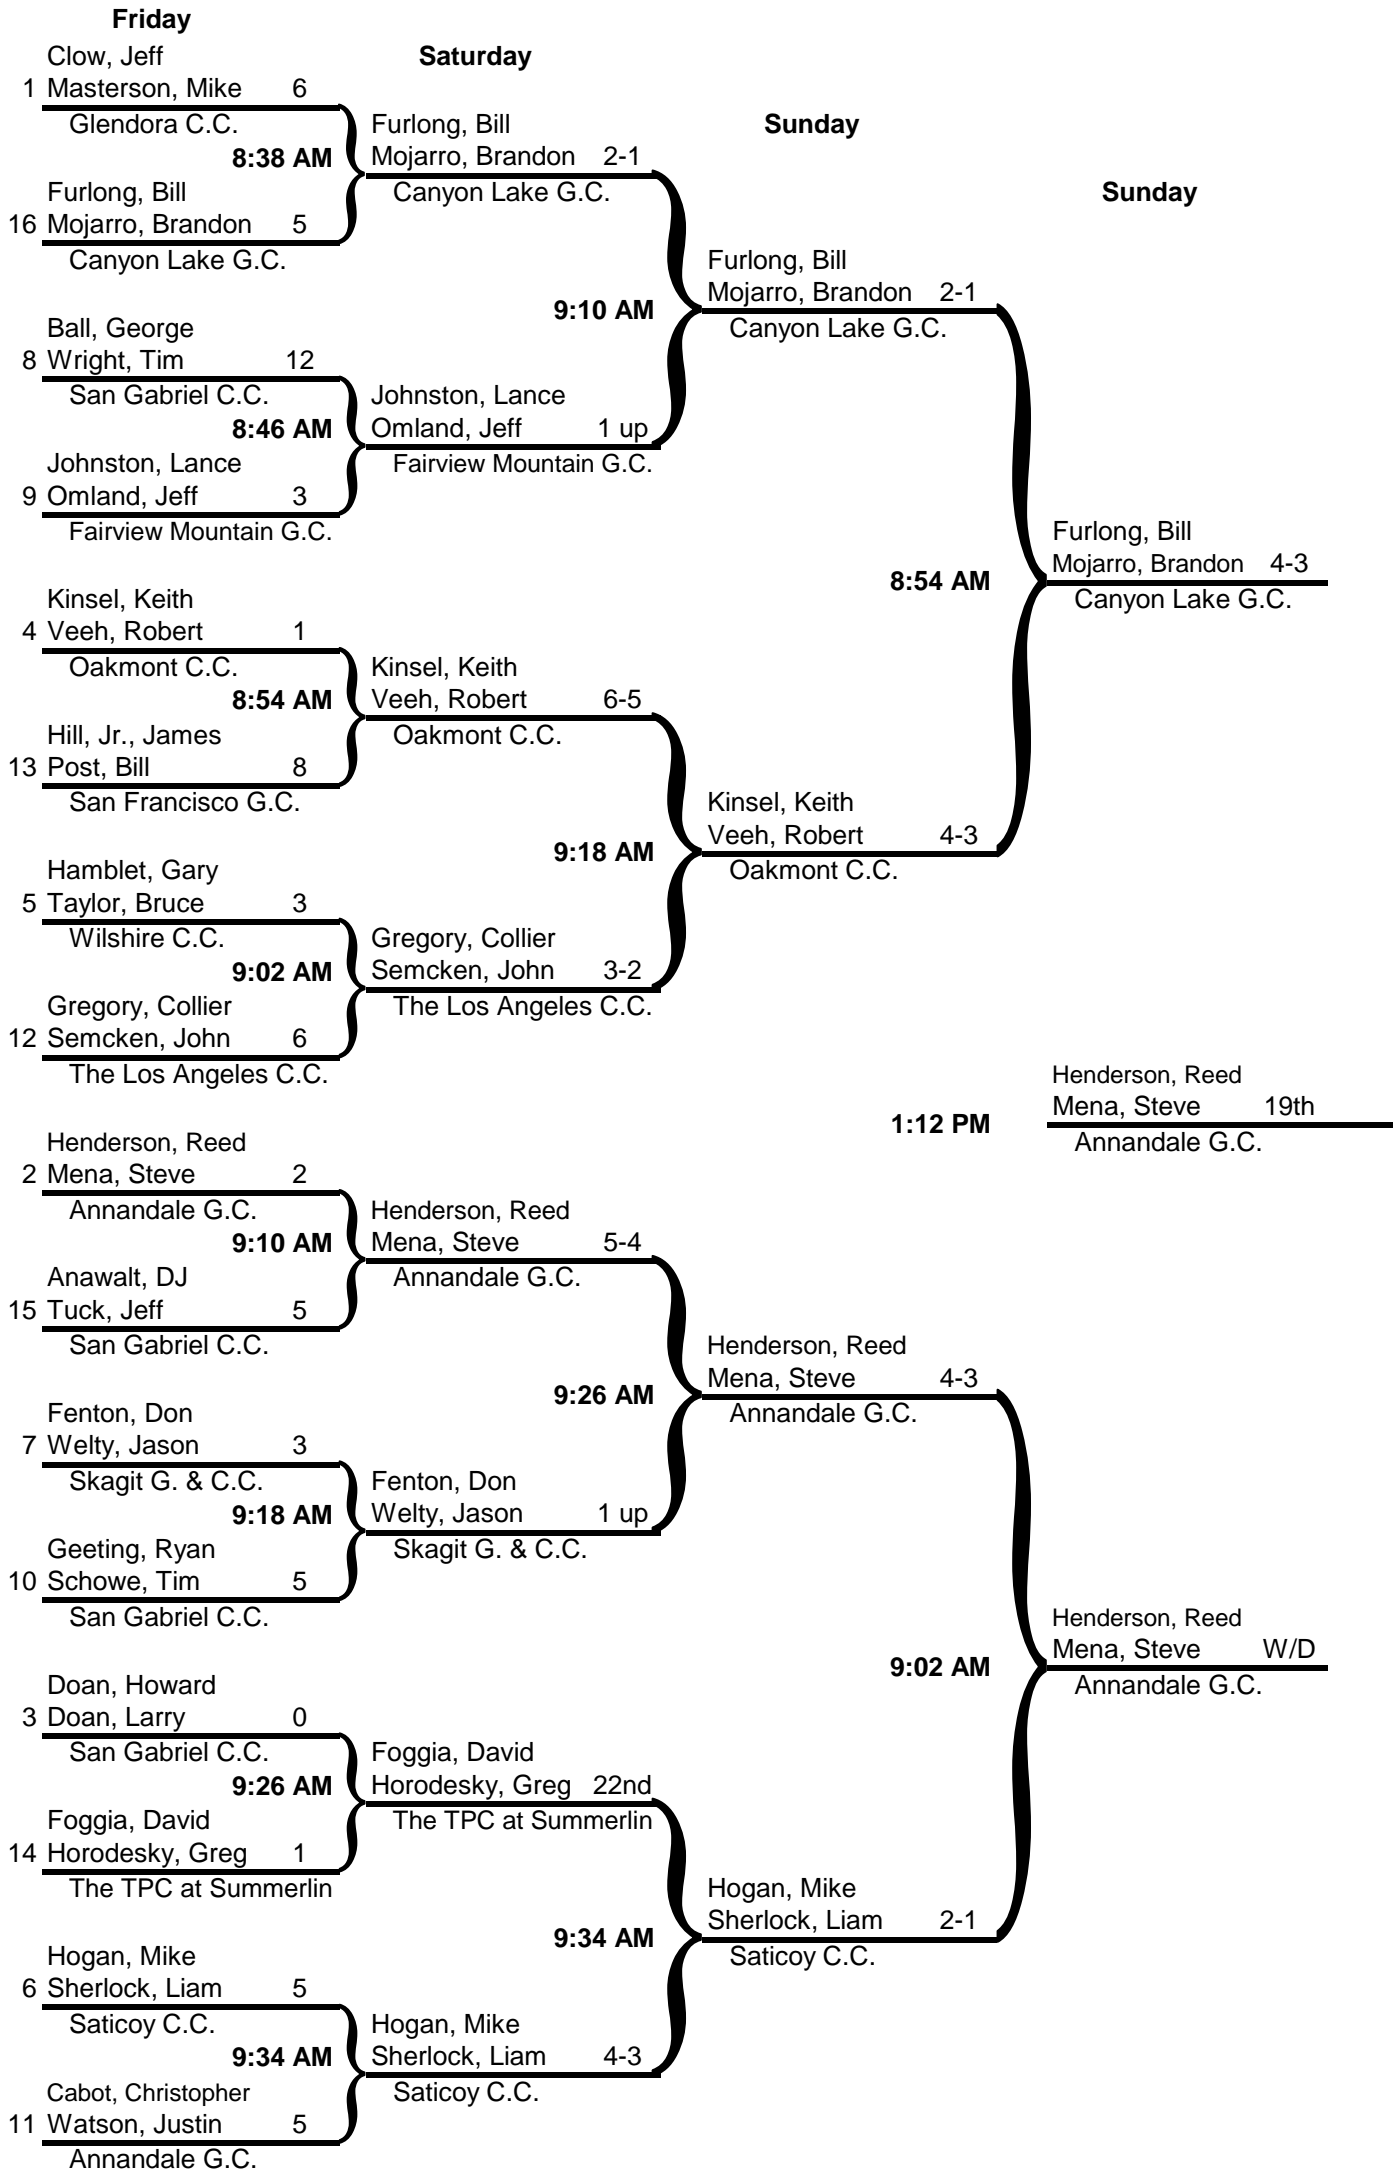 Friday
Clow, Jeff
1 Masterson, Mike 6
Glendora C.C.
8:38 AM
Furlong, Bill
16 Mojarro, Brandon 5
Canyon Lake G.C.
Ball, George
8 Wright, Tim 12
San Gabriel C.C.
8:46 AM
Johnston, Lance
9 Omland, Jeff 3
Fairview Mountain G.C.
Kinsel, Keith
4 Veeh, Robert 1
Oakmont C.C.
8:54 AM
Hill, Jr., James
13 Post, Bill 8
San Francisco G.C.
Hamblet, Gary
5 Taylor, Bruce 3
Wilshire C.C.
9:02 AM
Gregory, Collier
12 Semcken, John 6
The Los Angeles C.C.
Henderson, Reed
2 Mena, Steve 2
Annandale G.C.
9:10 AM
Anawalt, DJ
15 Tuck, Jeff 5
San Gabriel C.C.
Fenton, Don
7 Welty, Jason 3
Skagit G. & C.C.
9:18 AM
Geeting, Ryan
10 Schowe, Tim 5
San Gabriel C.C.
Doan, Howard
3 Doan, Larry 0
San Gabriel C.C.
9:26 AM
Foggia, David
14 Horodesky, Greg 1
The TPC at Summerlin
Hogan, Mike
6 Sherlock, Liam 5
Saticoy C.C.
9:34 AM
Cabot, Christopher
11 Watson, Justin 5
Annandale G.C.
Saturday
Furlong, Bill
Mojarro, Brandon 2-1
Canyon Lake G.C.
9:10 AM
Johnston, Lance
Omland, Jeff 1 up
Fairview Mountain G.C.
Kinsel, Keith
Veeh, Robert 6-5
Oakmont C.C.
9:18 AM
Gregory, Collier
Semcken, John 3-2
The Los Angeles C.C.
Henderson, Reed
Mena, Steve 5-4
Annandale G.C.
9:26 AM
Fenton, Don
Welty, Jason 1 up
Skagit G. & C.C.
Foggia, David
Horodesky, Greg 22nd
The TPC at Summerlin
9:34 AM
Hogan, Mike
Sherlock, Liam 4-3
Saticoy C.C.
Sunday
Furlong, Bill
Mojarro, Brandon 2-1
Canyon Lake G.C.
8:54 AM
Kinsel, Keith
Veeh, Robert 4-3
Oakmont C.C.
1:12 PM
Henderson, Reed
Mena, Steve 4-3
Annandale G.C.
9:02 AM
Hogan, Mike
Sherlock, Liam 2-1
Saticoy C.C.
Sunday
Furlong, Bill
Mojarro, Brandon 4-3
Canyon Lake G.C.
Henderson, Reed
Mena, Steve 19th
Annandale G.C.
Henderson, Reed
Mena, Steve W/D
Annandale G.C.